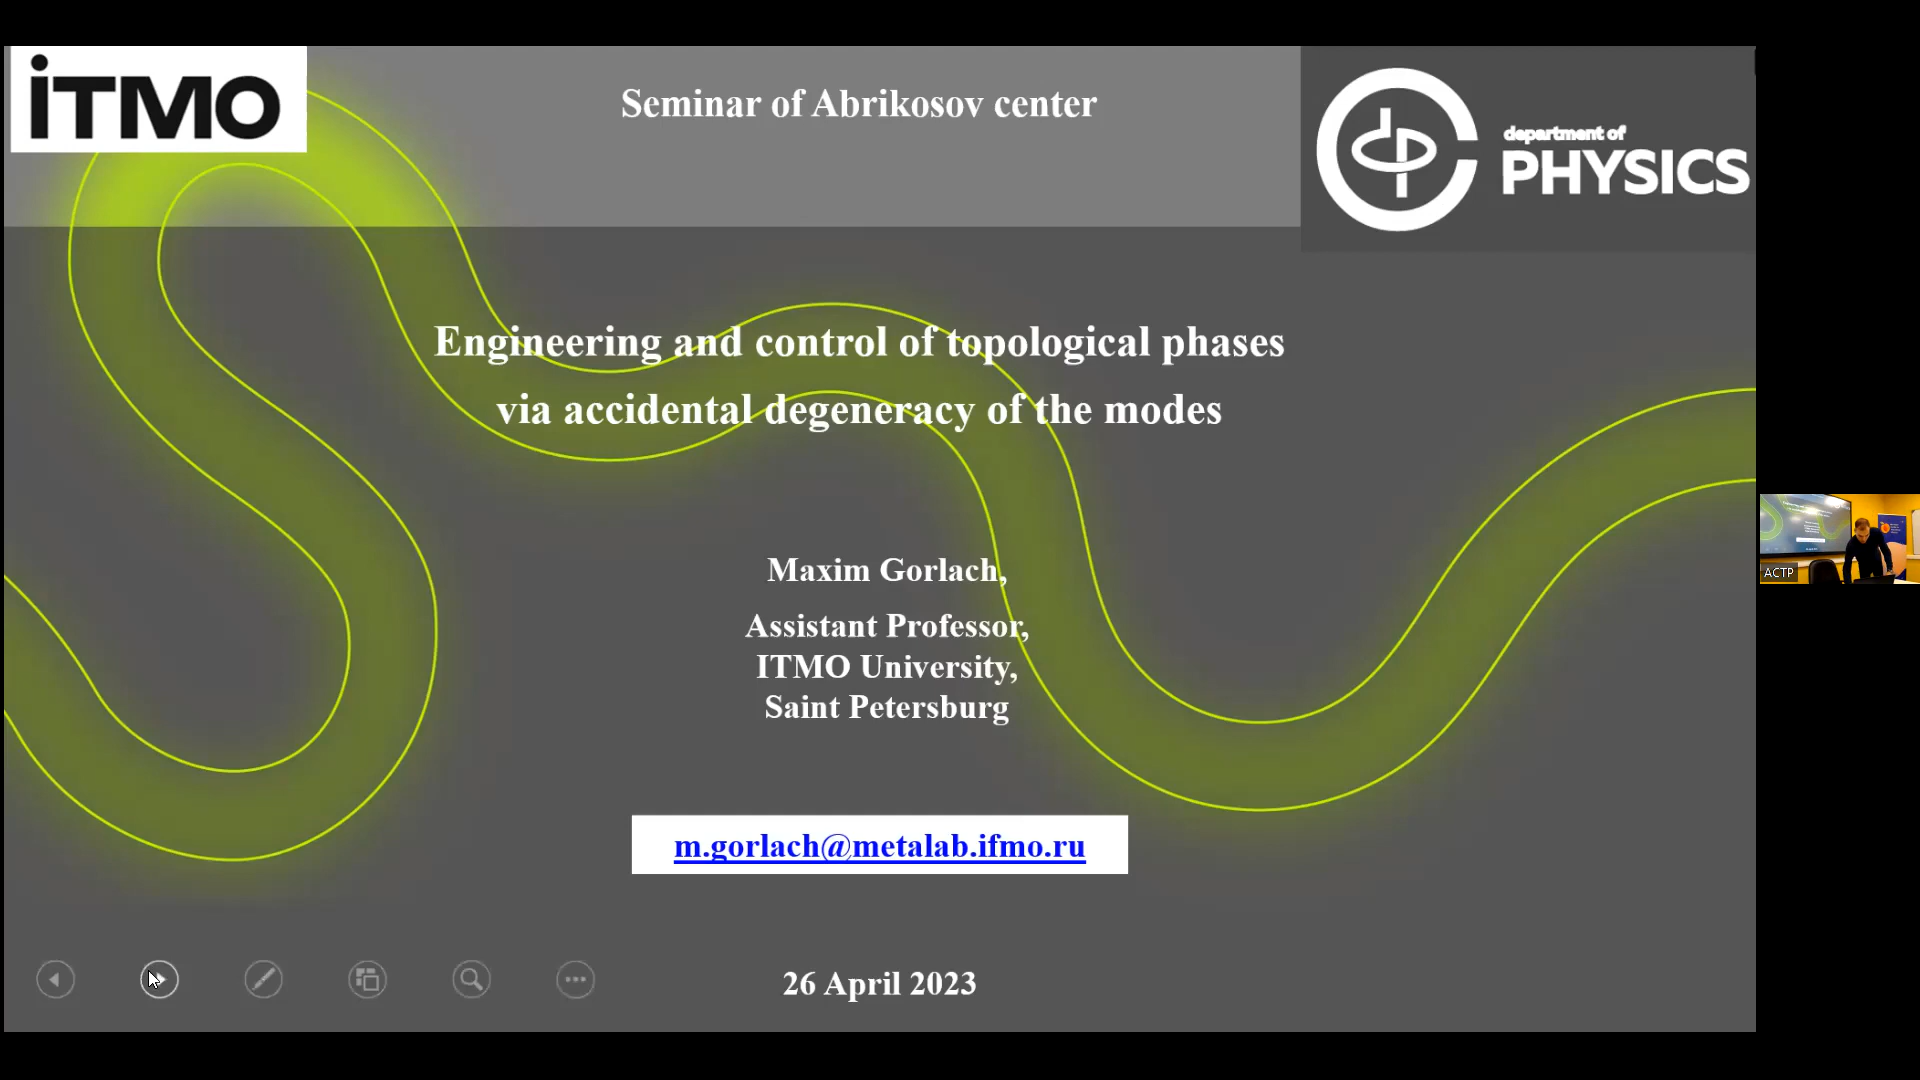 iTMO
Seminar of Abrikosov center
department of
PHYSICS
Engineering and control of topological phases
via accidental degeneracy of the modes
Maxim Gorlach,
Assistant Professor,
ITMO University,
Saint Petersburg
m.gorlach@metalab.ifmo.ru
26 April 2023
ACTP